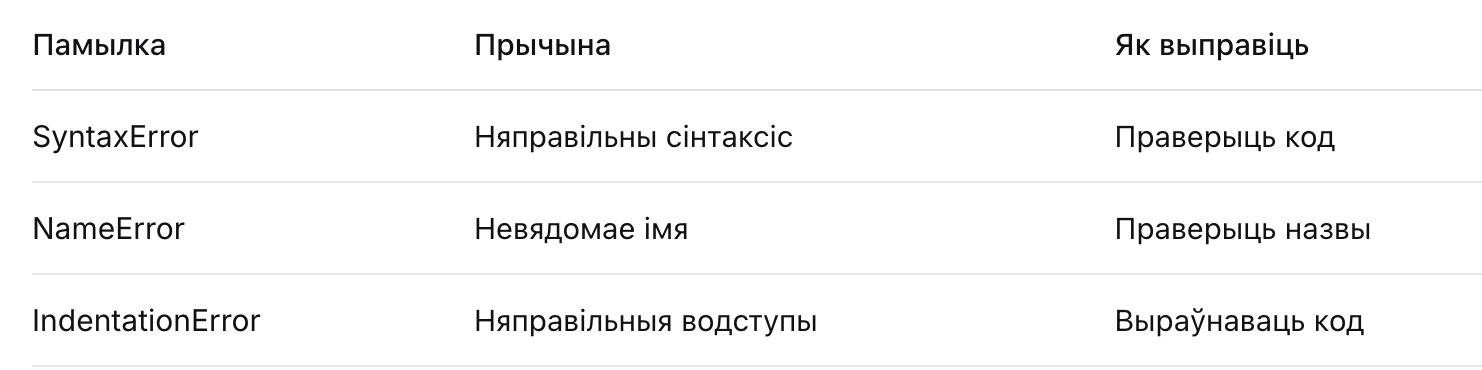 Памылка Прычына Як выправіць
SyntaxError Няправільны сінтаксіс Праверыць код
NameError Невядомае імя Праверыць назвы
IndentationError Няправільныя водступы Выраўнаваць код